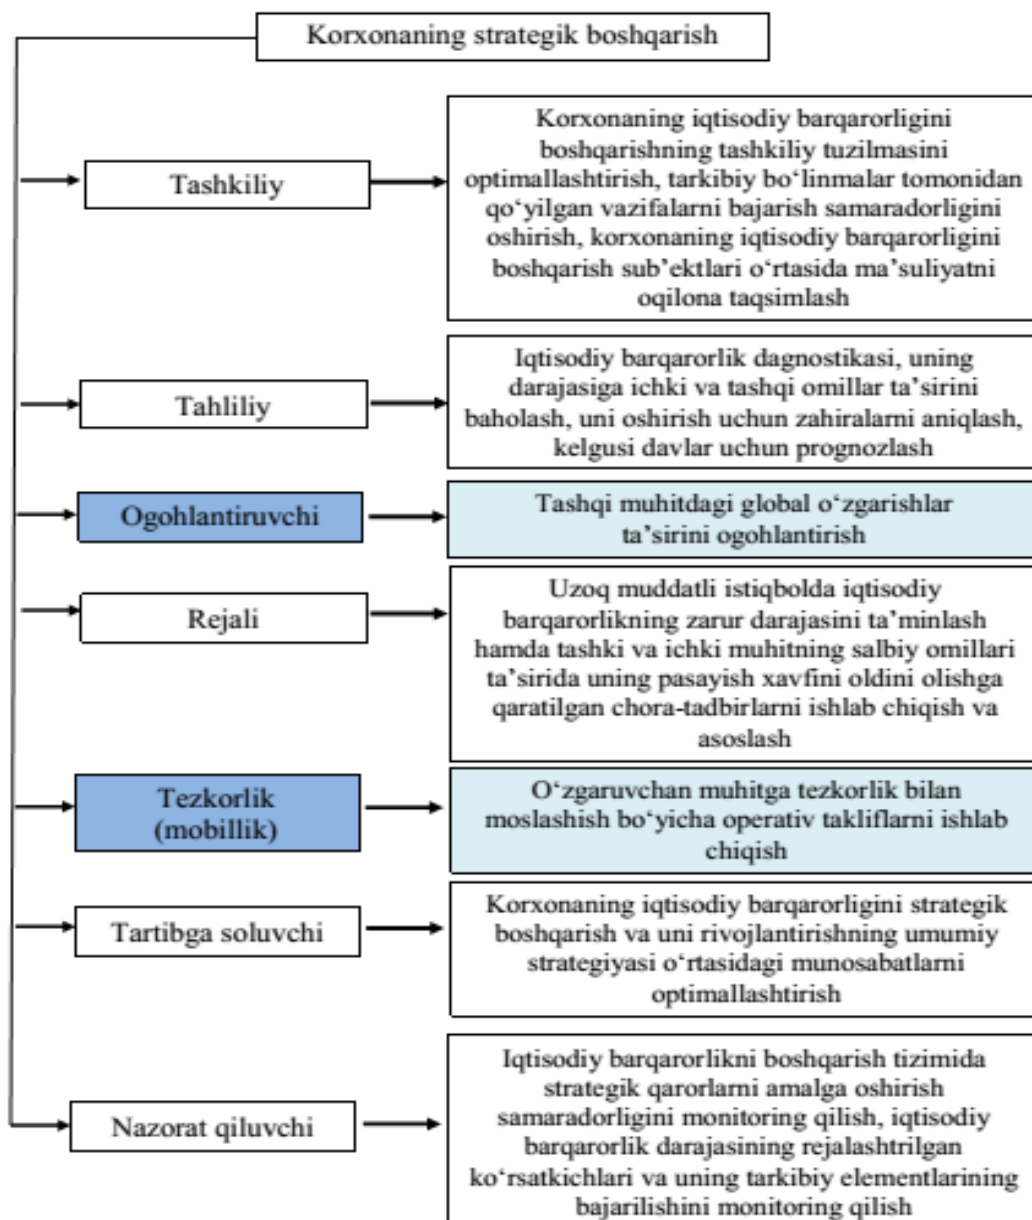 Korxonaning strategik boshqarish
Tashkiliy
Korxonaning iqtisodiy barqarorligini
boshqarishning tashkiliy tuzilmasini
optimallashtirish, tarkibiy bo‘linmalar tomonidan
qo‘yilgan vazifalarni bajarish samaradorligini
oshirish, korxonaning iqtisodiy barqarorligini
boshqarish sub’ektlari o‘rtasida ma’suliyatni
oqilona taqsimlash
Tahliliy
Iqtisodiy barqarorlik dagnostikasi, uning
darajasiga ichki va tashqi omillar ta’sirini
baholash, uni oshirish uchun zahiralarni aniqlash,
kelgusi davlar uchun prognozlash
Ogohlantiruvchi
Tashqi muhitdagi global o‘zgarishlar
ta’sirini ogohlantirish
Rejali
Uzoq muddatli istiqbolda iqtisodiy
barqarorlikning zarur darajasini ta’minlash
hamda tashki va ichki muhitning salbiy omillari
ta’sirida uning pasayish xavfini oldini olishga
qaratilgan chora-tadbirlarni ishlab chiqish va
asoslash
Tezkorlik
(mobillik)
O‘zgaruvchan muhitga tezkorlik bilan
moslashish bo‘yicha operativ takliflarni ishlab
chiqish
Tartibga soluvchi
Korxonaning iqtisodiy barqarorligini strategik
boshqarish va uni rivojlantirishning umumiy
strategiyasi o‘rtasidagi munosabatlarni
optimallashtirish
Nazorat qiluvchi
Iqtisodiy barqarorlikni boshqarish tizimida
strategik qarorlarni amalga oshirish
samaradorligini monitoring qilish, iqtisodiy
barqarorlik darajasining rejalashtrilgan
ko‘rsatkichlari va uning tarkibiy elementlarining
bajarilishini monitoring qilish